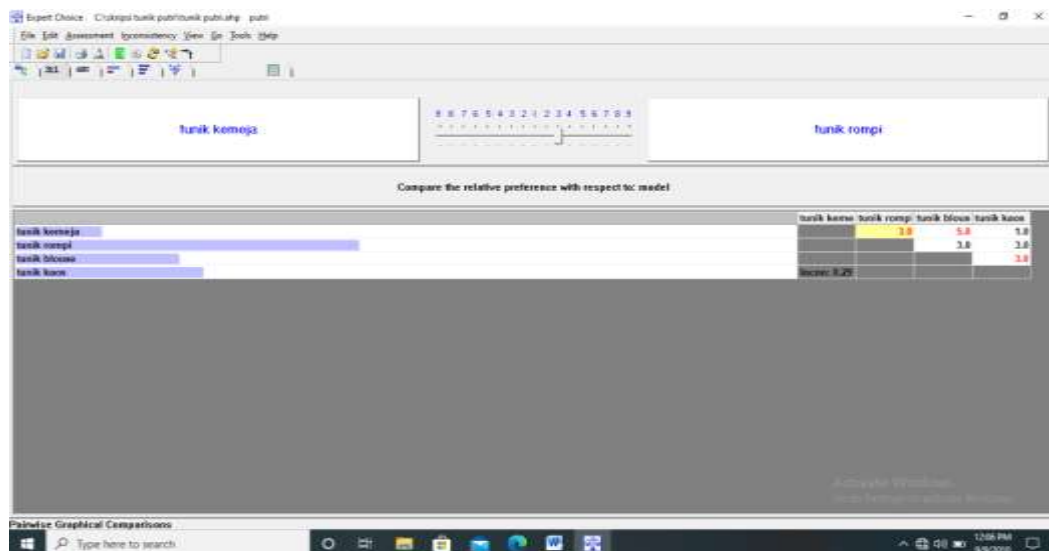 Expert Choice C:\skripsi tunik putri\tunik putri.ahp putri
File Edit Assessment Inconsistency View Go Tools Help
tunik kemeja
9 8 7 6 5 4 3 2 1 2 3 4 5 6 7 8 9
tunik rompi
Compare the relative preference with respect to: model
tunik keme tunik rompi tunik blous tunik kaos
tunik kemeja 3.0 5.0 1.0
tunik rompi 3.0 3.0
tunik blouse 3.0
tunik kaos Incon: 0.29
Activate Windows
Pairwise Graphical Comparisons
Type here to search
12:06 PM